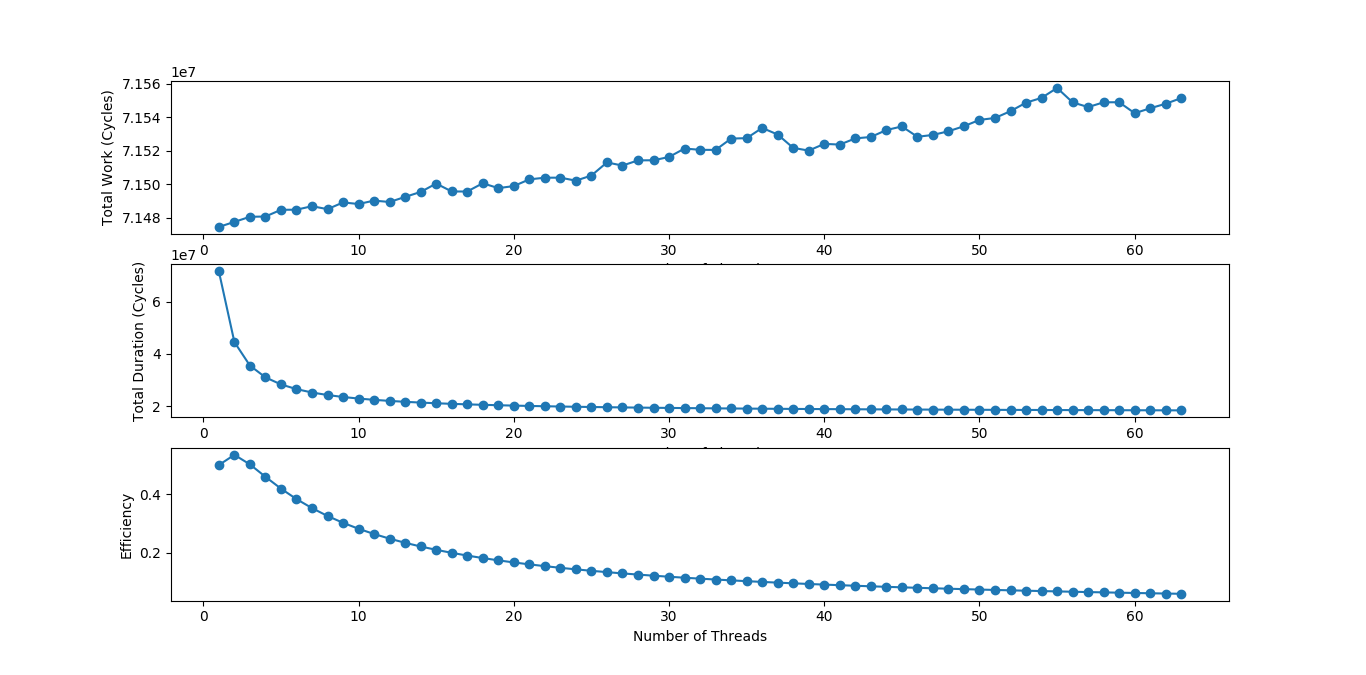 1e7
Total Work (Cycles)
7.156
7.154
7.152
7.150
7.148
0 10 20 30 40 50 60
1e7
Total Duration (Cycles)
6
4
2
0 10 20 30 40 50 60
Efficiency
0.4
0.2
0 10 20 30 40 50 60
Number of Threads